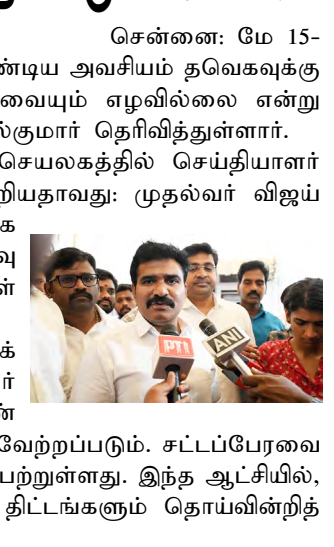 சென்னை: மே 15-
ண்டிய அவசியம் தவெகவுக்கு
வையும் எழவில்லை என்று
ல்குமார் தெரிவித்துள்ளார்.
செயலகத்தில் செய்தியாளர்
றியதாவது: முதல்வர் விஜய்
க
வு
ள்
க்
ர்
ன்
PTI
ANI
வேற்றப்படும். சட்டப்பேரவை
பெற்றுள்ளது. இந்த ஆட்சியில்,
திட்டங்களும் தொய்வின்றித்